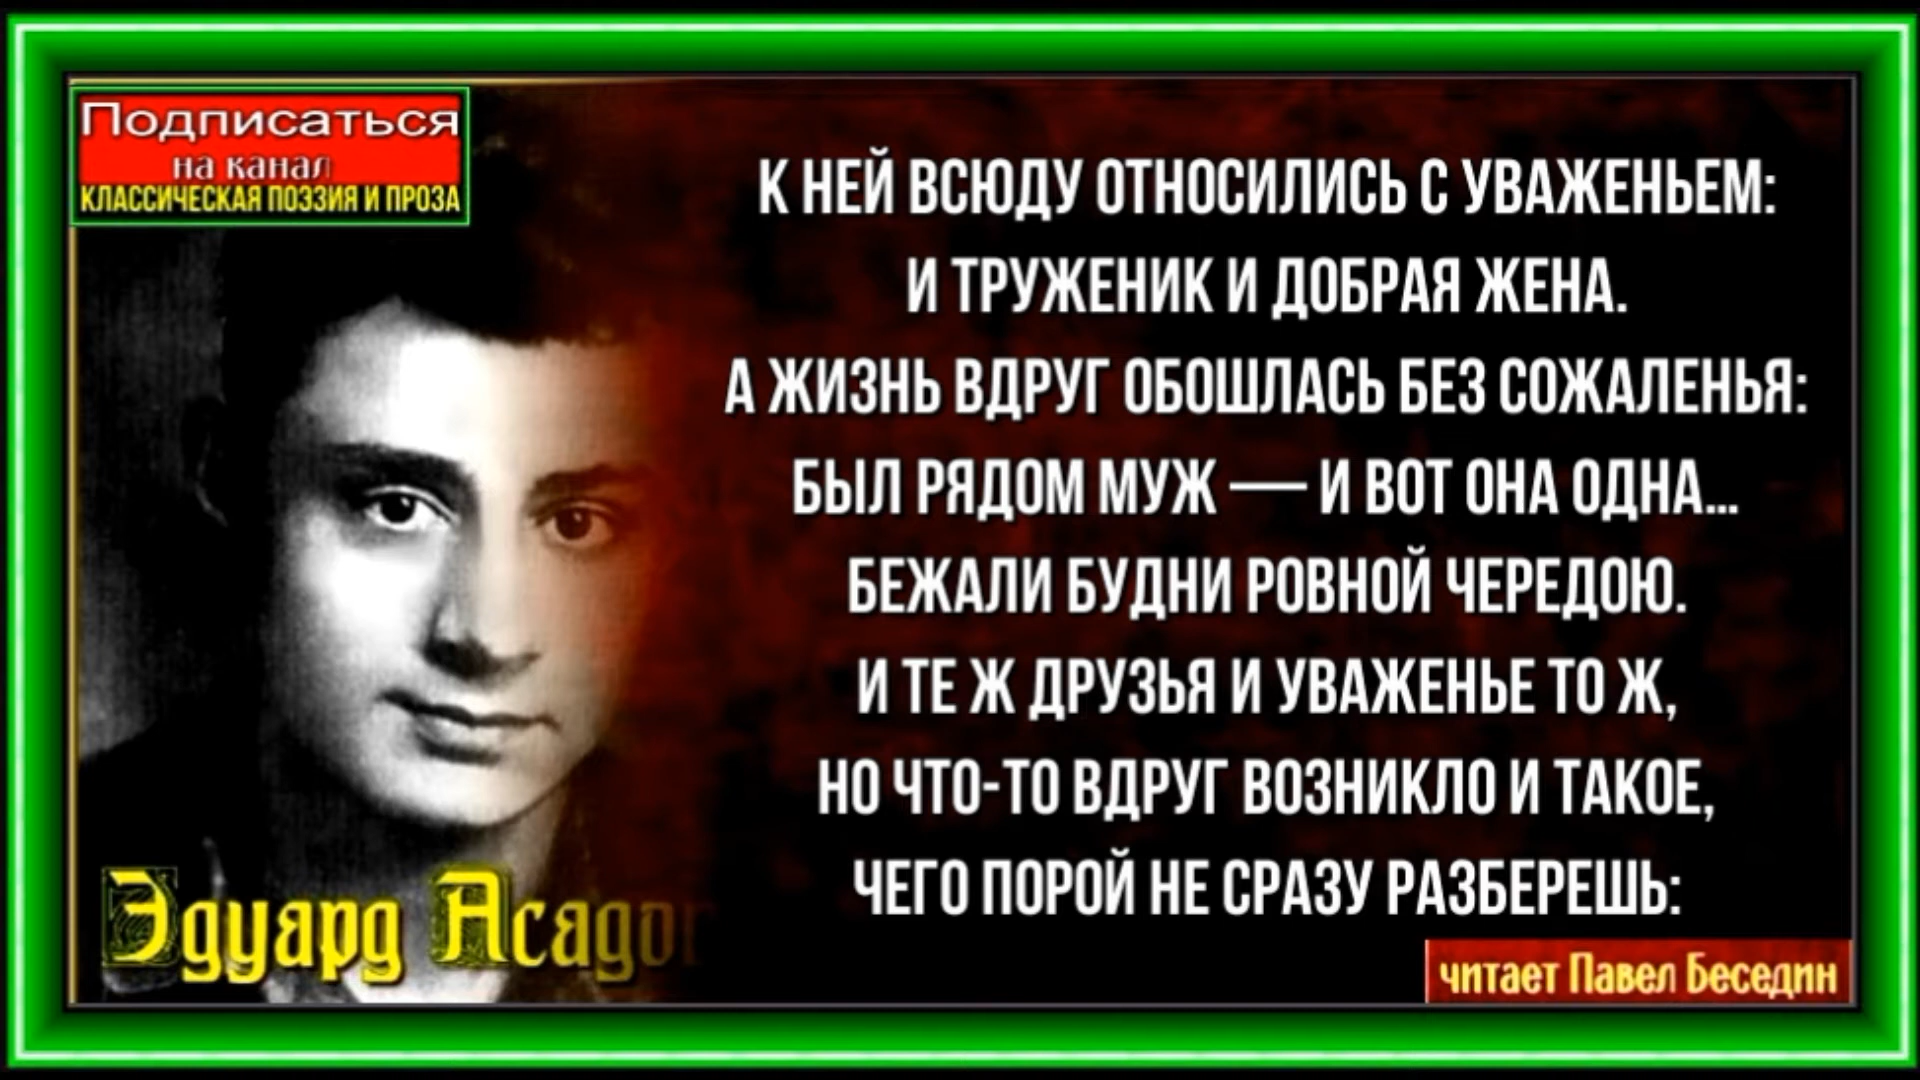 Подписаться
на канал
КЛАССИЧЕСКАЯ ПОЭЗИЯ И ПРОЗА
К НЕЙ ВСЮДУ ОТНОСИЛИСЬ С УВАЖЕНЬЕМ:
И ТРУЖЕНИК И ДОБРАЯ ЖЕНА.
А ЖИЗНЬ ВДРУГ ОБОШЛАСЬ БЕЗ СОЖАЛЕНЬЯ:
БЫЛ РЯДОМ МУЖ — И ВОТ ОНА ОДНА...
БЕЖАЛИ БУДНИ РОВНОЙ ЧЕРЕДОЮ.
И ТЕ Ж ДРУЗЬЯ И УВАЖЕНЬЕ ТО Ж,
НО ЧТО-ТО ВДРУГ ВОЗНИКЛО И ТАКОЕ,
ЧЕГО ПОРОЙ НЕ СРАЗУ РАЗБЕРЕШЬ:
Эдуард Асадов
читает Павел Беседин